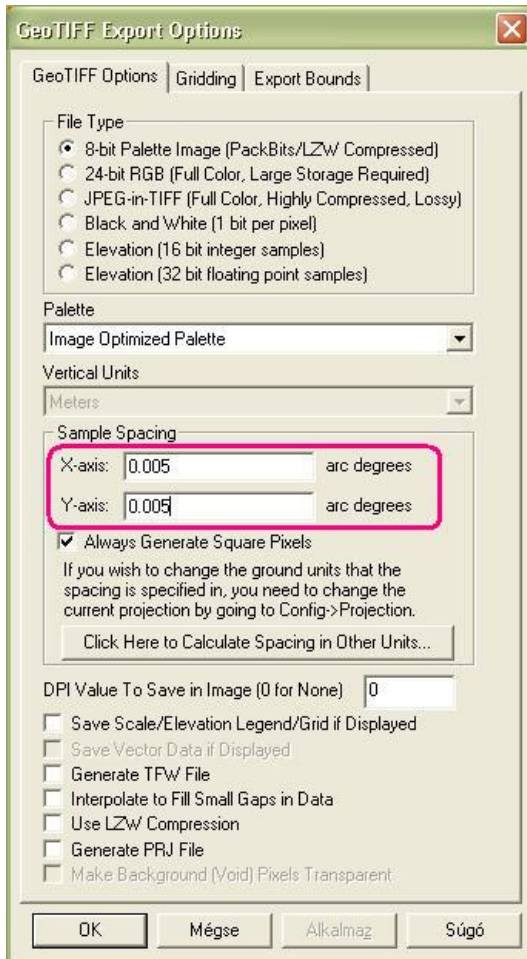 GeoTIFF Export Options
GeoTIFF Options
Gridding
Export Bounds
File Type
8-bit Palette Image (PackBits/LZW Compressed)
24-bit RGB (Full Color, Large Storage Required)
JPEG-in-TIFF (Full Color, Highly Compressed, Lossy)
Black and White (1 bit per pixel)
Elevation (16 bit integer samples)
Elevation (32 bit floating point samples)
Palette
Image Optimized Palette
Vertical Units
Meters
Sample Spacing
X-axis: 0.005 arc degrees
Y-axis: 0.005 arc degrees
Always Generate Square Pixels
If you wish to change the ground units that the
spacing is specified in, you need to change the
current projection by going to Config->Projection.
Click Here to Calculate Spacing in Other Units...
DPI Value To Save in Image (0 for None) 0
Save Scale/Elevation Legend/Grid if Displayed
Save Vector Data if Displayed
Generate TFW File
Interpolate to Fill Small Gaps in Data
Use LZW Compression
Generate PRJ File
Make Background (Void) Pixels Transparent
OK Mégse Alkalmaz Súgó